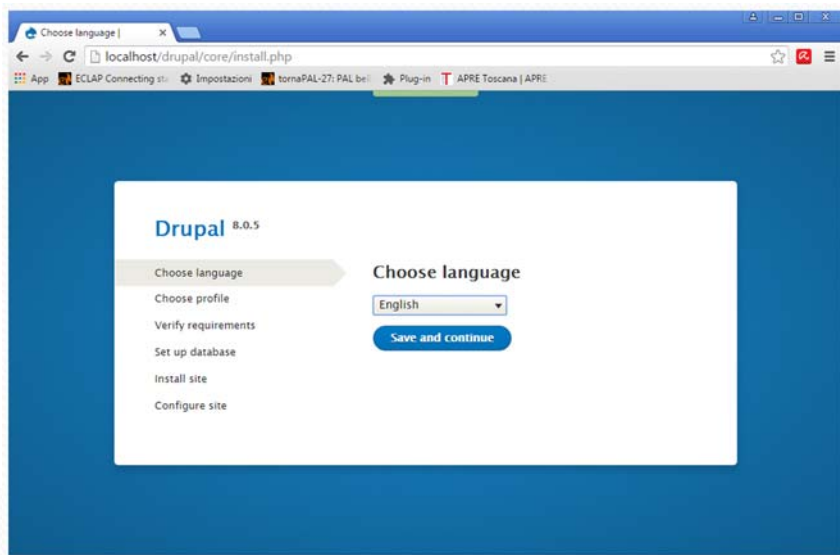 Choose language |
localhost/drupal/core/install.php
App ECLAP Connecting st Impostazioni tornaPAL-27: PAL bel Plug-in APRE Toscana | APRE
Drupal 8.0.5
Choose language
Choose profile
Verify requirements
Set up database
Install site
Configure site
Choose language
English
Save and continue